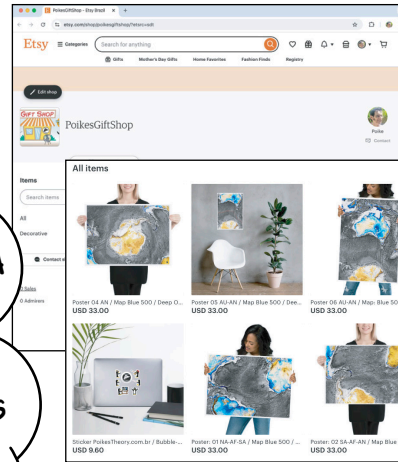 PoikesGiftShop - Etsy Brazil
etsy.com/shop/poikesgiftshop/?etsrc=sdt
Etsy
Categories
Search for anything
Gifts
Mother's Day Gifts
Home Favorites
Fashion Finds
Registry
Edit shop
GIFT SHOP
PoikesGiftShop
Poike
Contact
Items
Search items
All
Decorative
Contact
0 Sales
0 Admirers
All items
Poster 04 AN / Map Blue 500 / Deep O...
USD 33.00
Poster 05 AU-AN / Map Blue 500 / Dee...
USD 33.00
Poster 06 AU-AN / Map: Blue 50
USD 33.00
Sticker PoikesTheory.com.br / Bubble-...
USD 9.60
Poster: 01 NA-AF-SA / Map Blue 500 / ...
USD 33.00
Poster: 02 SA-AF-AN / Map Blue
USD 33.00